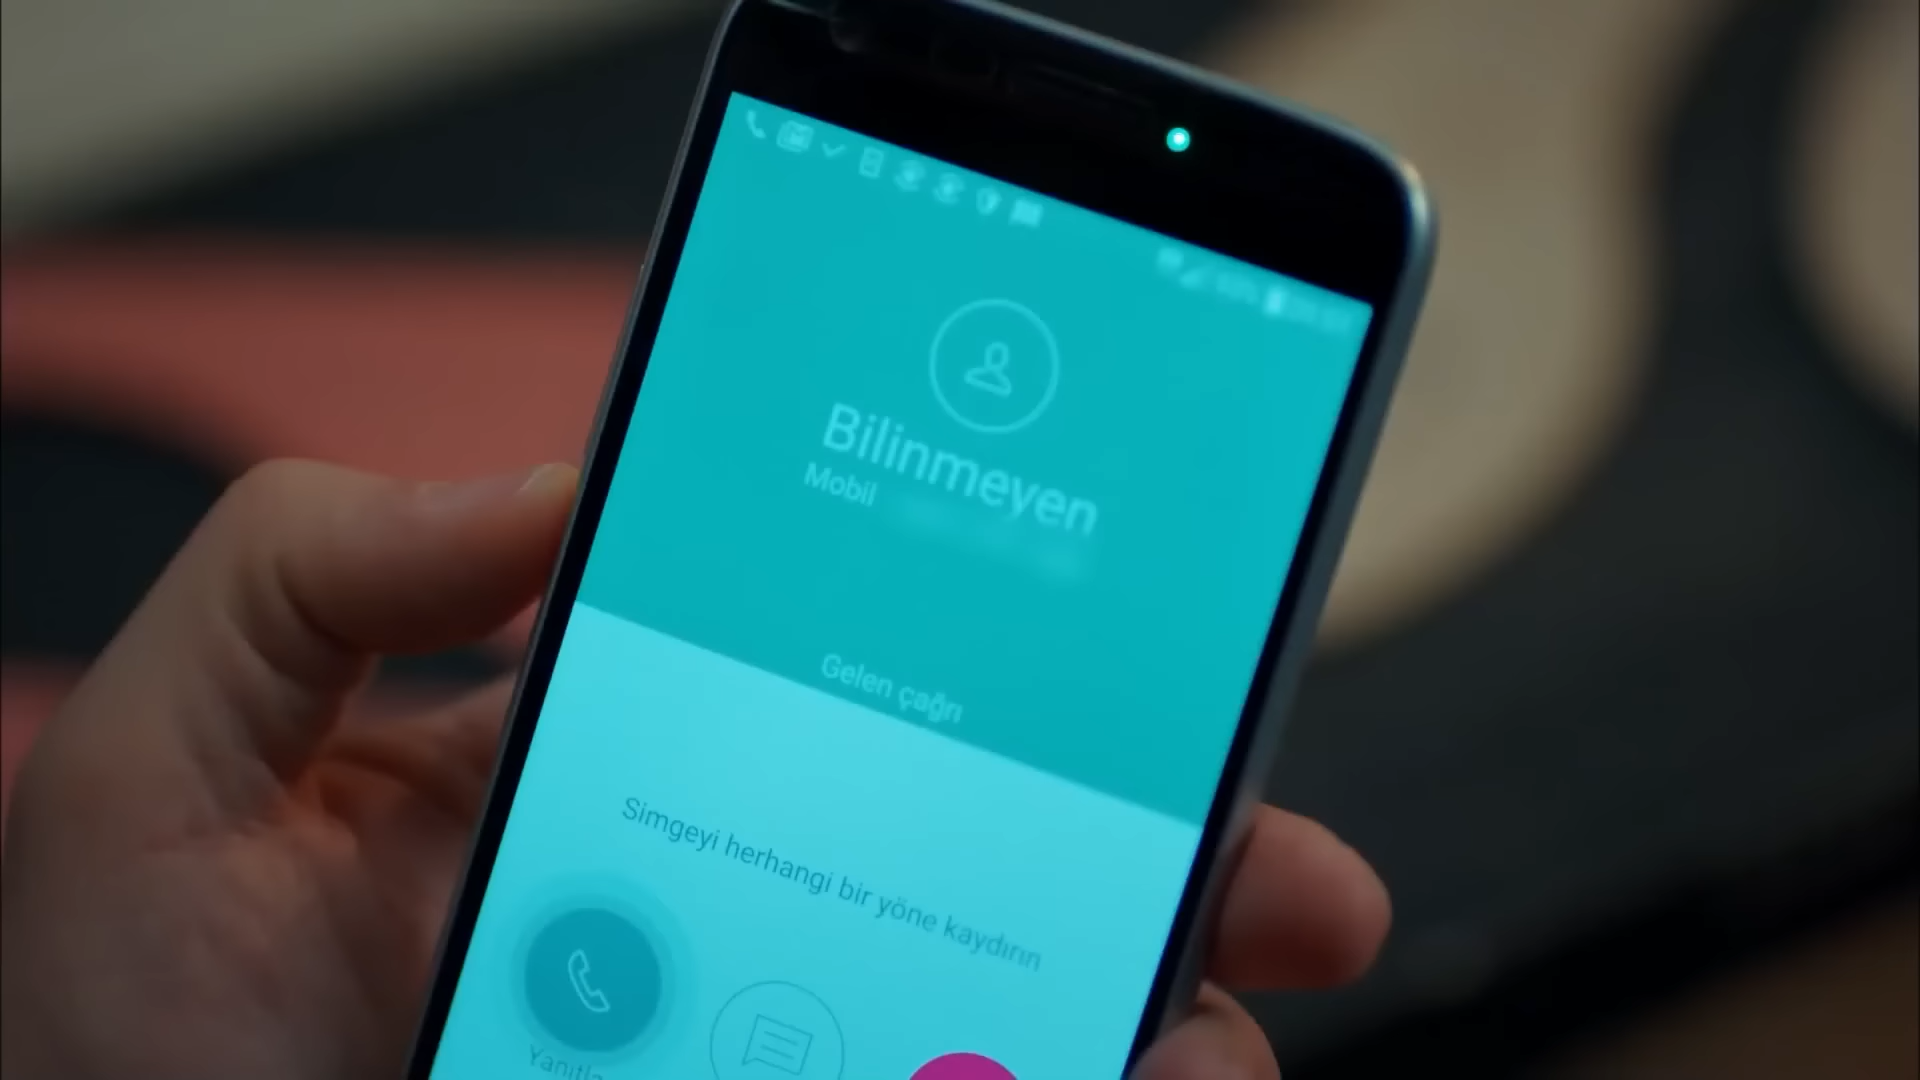 Bilinmeyen
Mobil
Gelen çağrı
Simgeyi herhangi bir yöne kaydırın